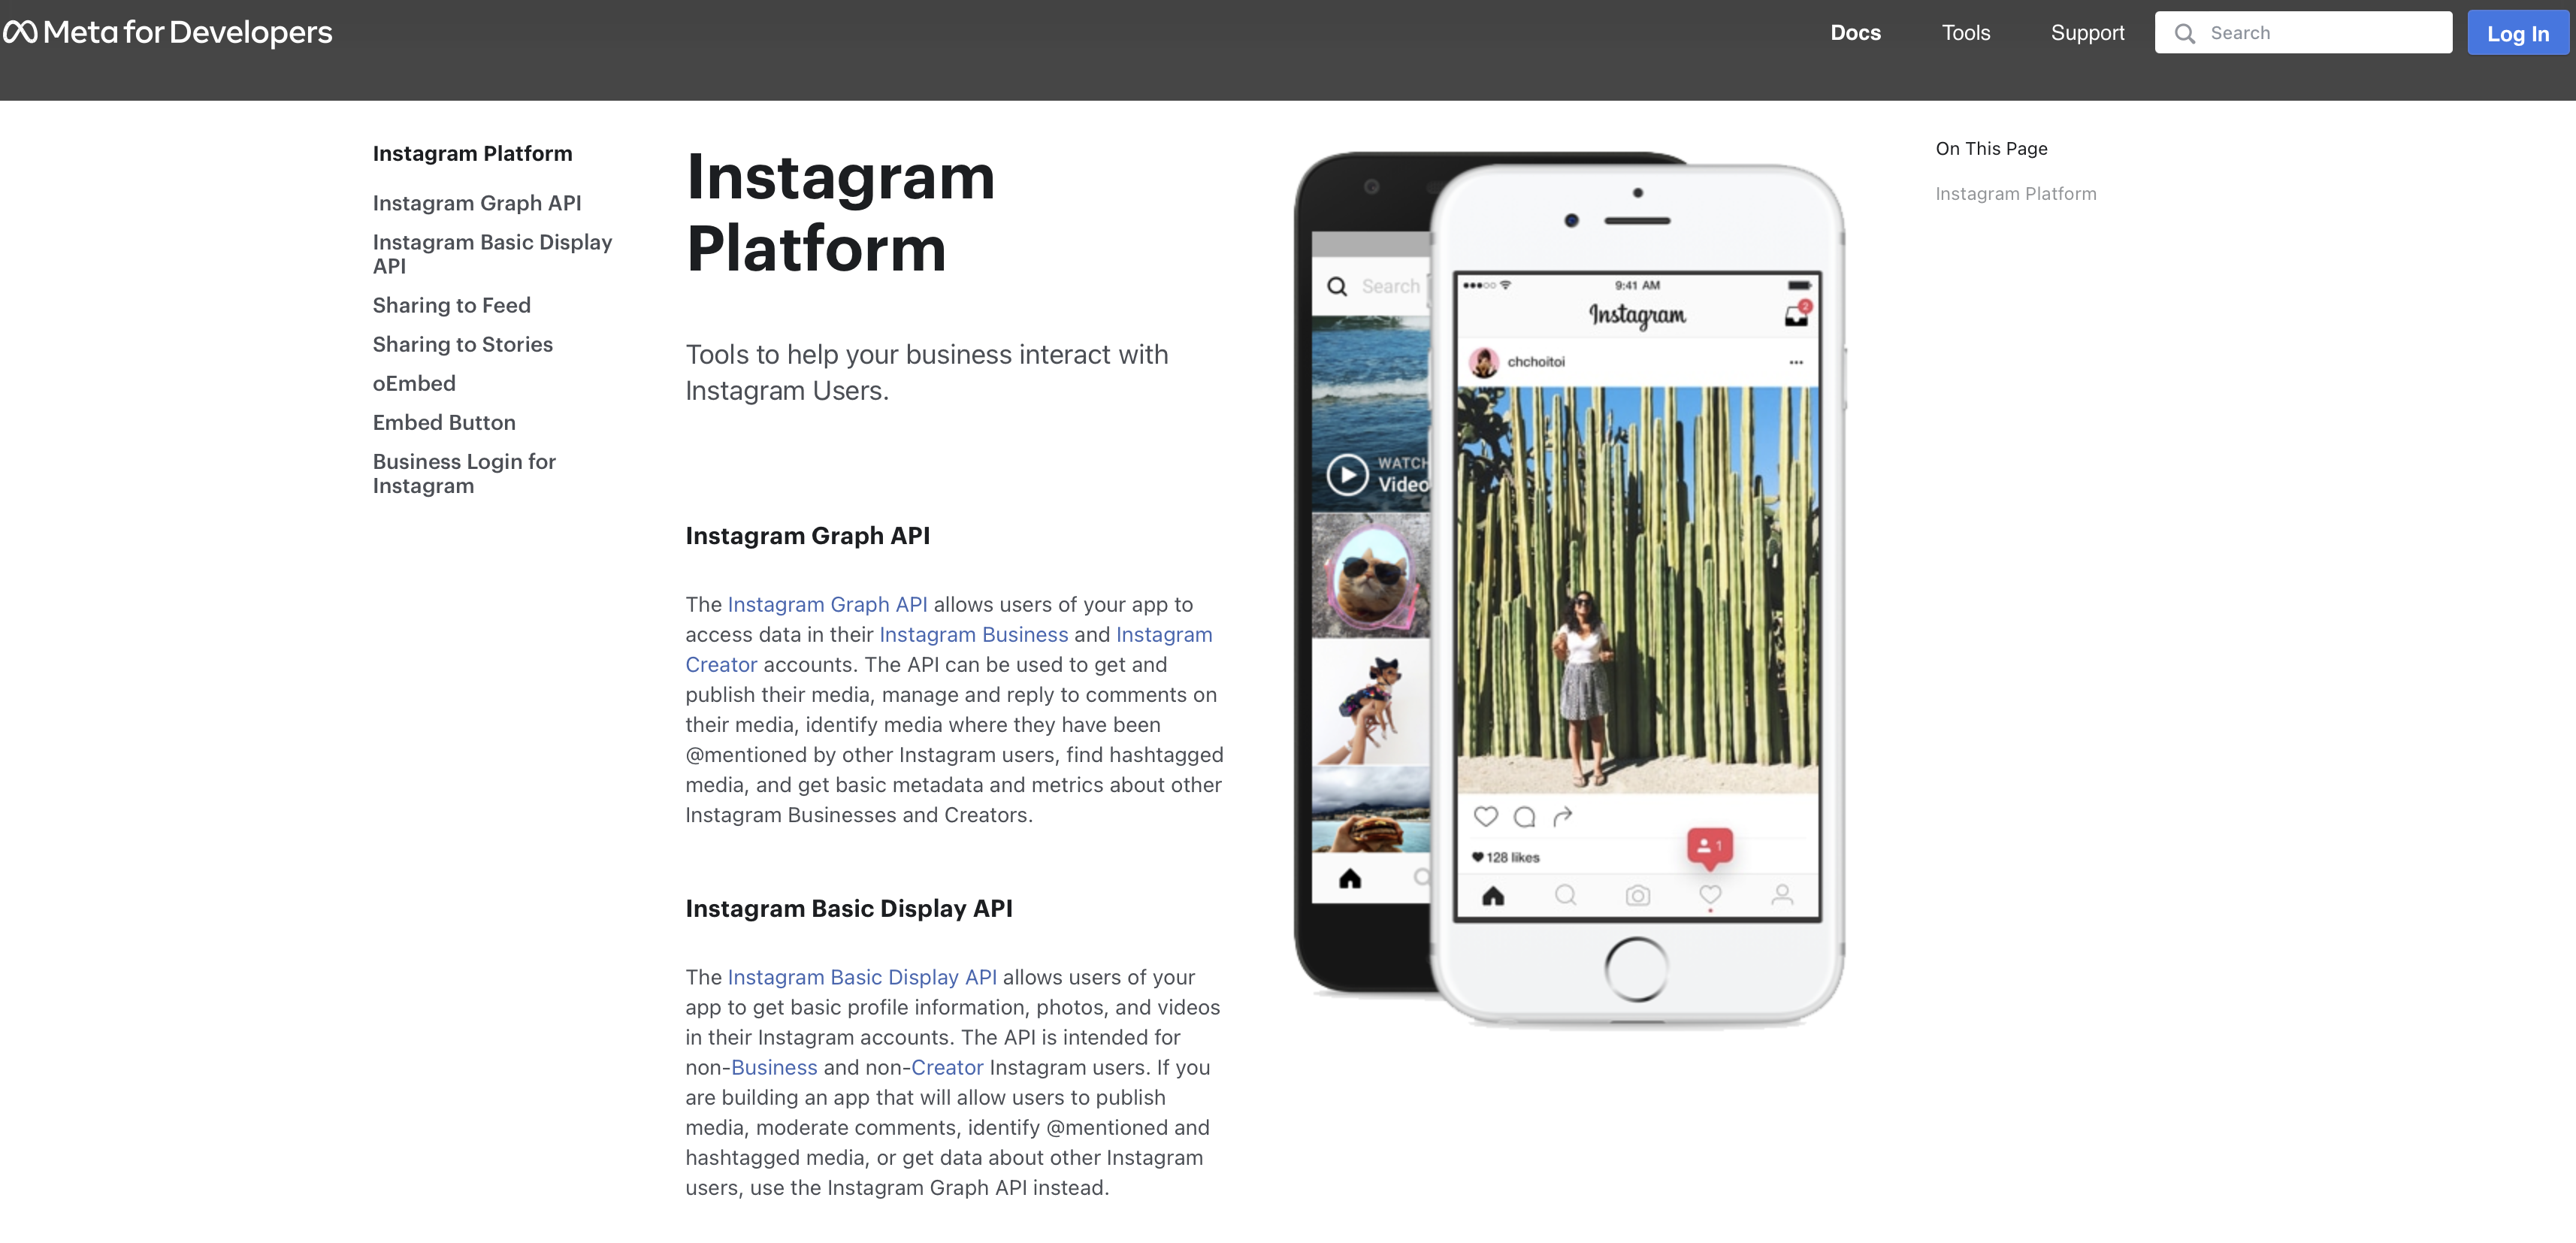 Meta for Developers
Docs
Tools
Support
Search
Log In
Instagram Platform
Instagram Graph API
Instagram Basic Display
API
Sharing to Feed
Sharing to Stories
oEmbed
Embed Button
Business Login for
Instagram
Instagram
Platform
Tools to help your business interact with
Instagram Users.
Instagram Graph API
The Instagram Graph API allows users of your app to
access data in their Instagram Business and Instagram
Creator accounts. The API can be used to get and
publish their media, manage and reply to comments on
their media, identify media where they have been
@mentioned by other Instagram users, find hashtagged
media, and get basic metadata and metrics about other
Instagram Businesses and Creators.
Instagram Basic Display API
The Instagram Basic Display API allows users of your
app to get basic profile information, photos, and videos
in their Instagram accounts. The API is intended for
non-Business and non-Creator Instagram users. If you
are building an app that will allow users to publish
media, moderate comments, identify @mentioned and
hashtagged media, or get data about other Instagram
users, use the Instagram Graph API instead.
Search
WATCH
Video
9:41 AM
Instagram
2
chchoitoi
128 likes
1
On This Page
Instagram Platform